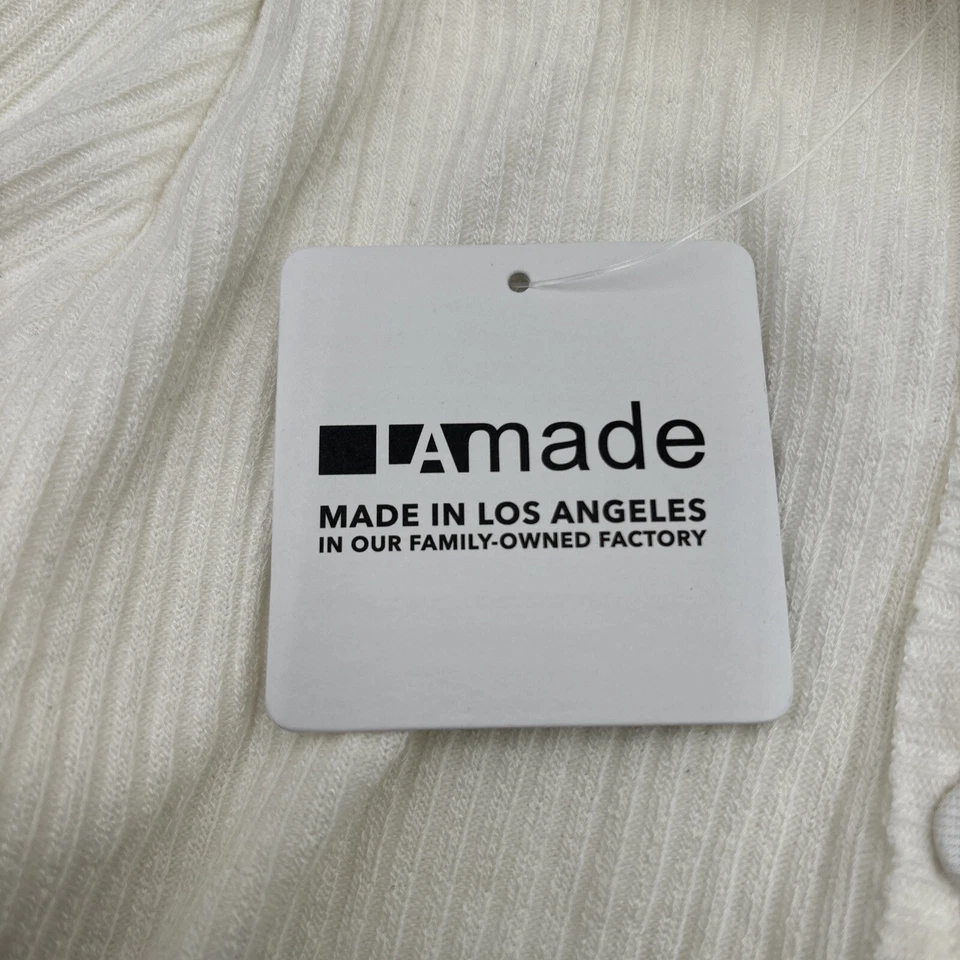 LAmade
MADE IN LOS ANGELES
IN OUR FAMILY-OWNED FACTORY